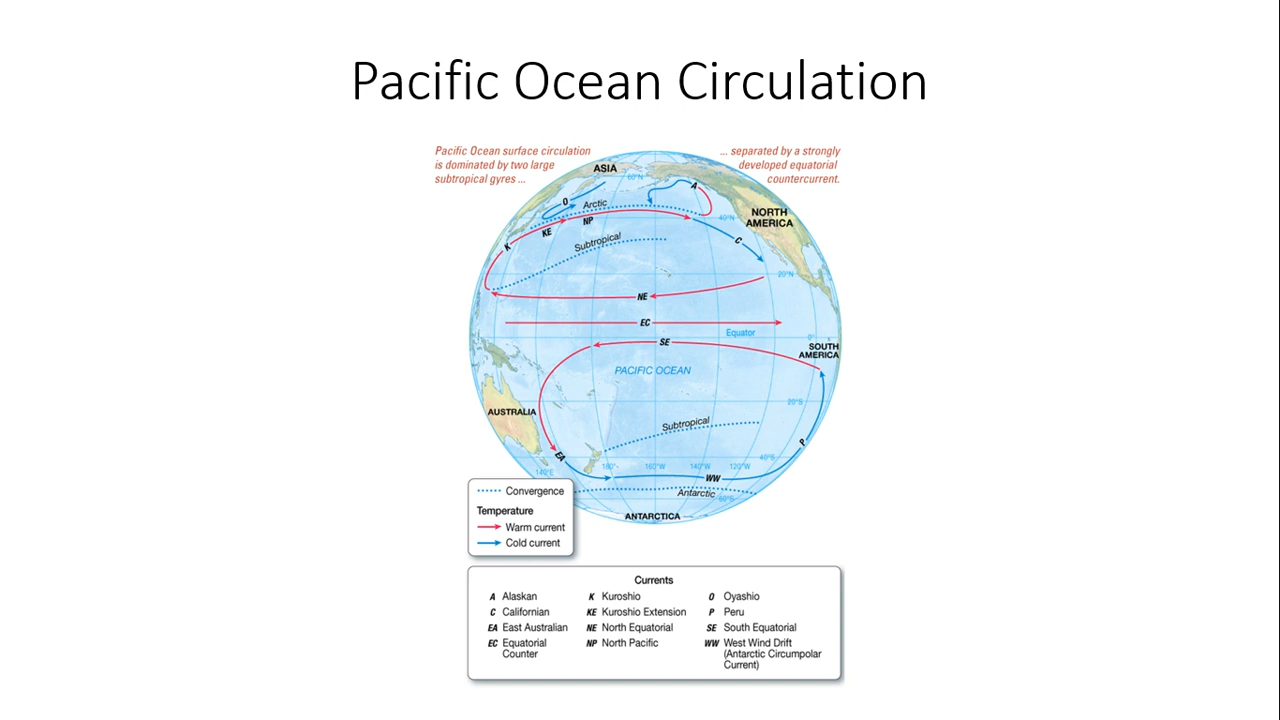 Pacific Ocean Circulation
Pacific Ocean surface circulation
is dominated by two large
subtropical gyres ...
... separated by a strongly
developed equatorial
countercurrent.
ASIA
60°N
A
O
Arctic
NORTH
AMERICA
40°N
NP
KE
K
C
Subtropical
20°N
NE
EC
Equator
0°
SE
SOUTH
AMERICA
PACIFIC OCEAN
20°S
AUSTRALIA
Subtropical
P
EA
40°S
140°E
180°
160°W
140°W
120°W
WW
Antarctic
60°S
ANTARCTICA
Convergence
Temperature
Warm current
Cold current
Currents
A Alaskan
C Californian
EA East Australian
EC Equatorial
Counter
K Kuroshio
KE Kuroshio Extension
NE North Equatorial
NP North Pacific
O Oyashio
P Peru
SE South Equatorial
WW West Wind Drift
(Antarctic Circumpolar
Current)